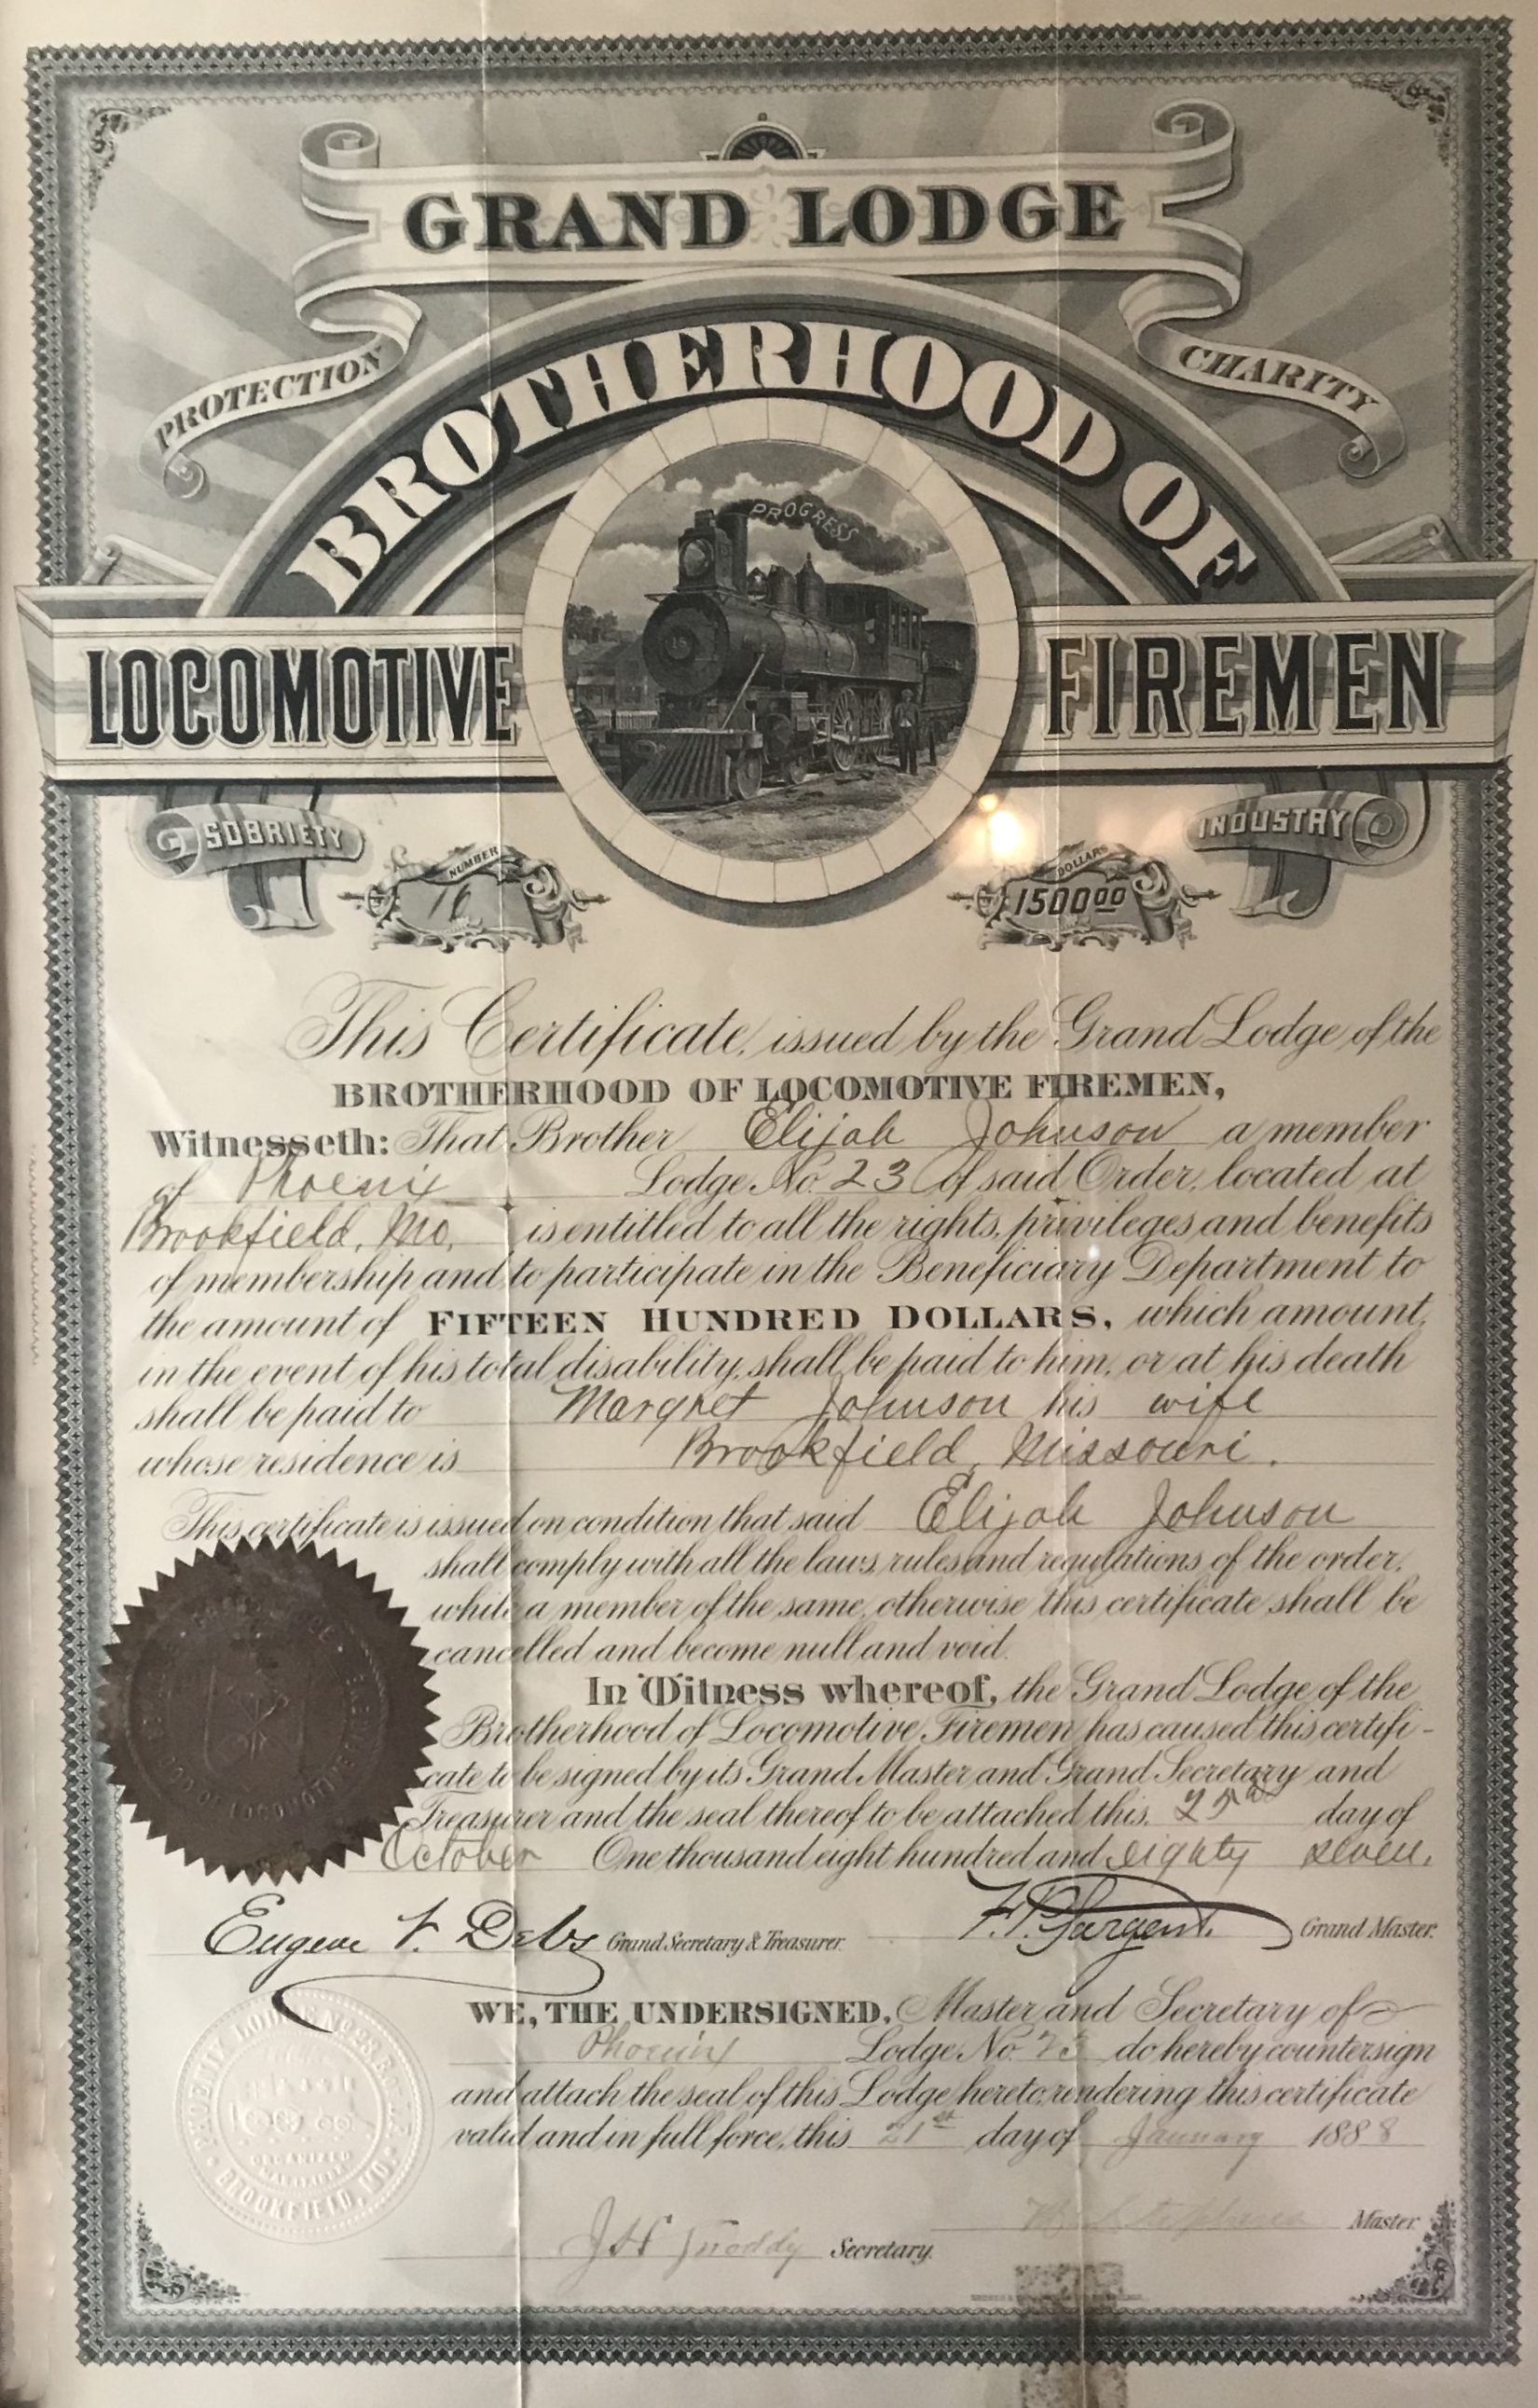 GRAND LODGE
PROTECTION
CHARITY
BROTHERHOOD OF
PROGRESS
LOCOMOTIVE
FIREMEN
SOBRIETY
INDUSTRY
NUMBER
DOLLARS
1500 00
This Certificate, issued by the Grand Lodge of the
BROTHERHOOD OF LOCOMOTIVE FIREMEN,
Witnesseth: That Brother Elijah Johnson a member
of Phoenix Lodge No. 23 of said Order, located at
Brookfield, Mo. is entitled to all the rights, privileges and benefits
of membership and to participate in the Beneficiary Department to
the amount of FIFTEEN HUNDRED DOLLARS, which amount,
in the event of his total disability, shall be paid to him, or at his death
shall be paid to Margret Johnson his wife
whose residence is Brookfield, Missouri.
This certificate is issued on condition that said Elijah Johnson
shall comply with all the laws, rules and regulations of the order,
while a member of the same, otherwise this certificate shall be
cancelled and become null and void.
In Witness whereof, the Grand Lodge of the
Brotherhood of Locomotive Firemen has caused this certifi-
cate to be signed by its Grand Master and Grand Secretary and
Treasurer and the seal thereof to be attached this, 25th day of
October One thousand eight hundred and eighty seven.
Eugene V. Debs Grand Secretary & Treasurer.
F. P. Sargent. Grand Master.
WE, THE UNDERSIGNED, Master and Secretary of
Phoenix Lodge No. 23 do hereby countersign
and attach the seal of this Lodge hereto, rendering this certificate
valid and in full force, this 21st day of January 1888
Master.
J H Secretary.
PHOENIX LODGE NO. 23. B. of L. F.
ORGANIZED
BROOKFIELD, MO.